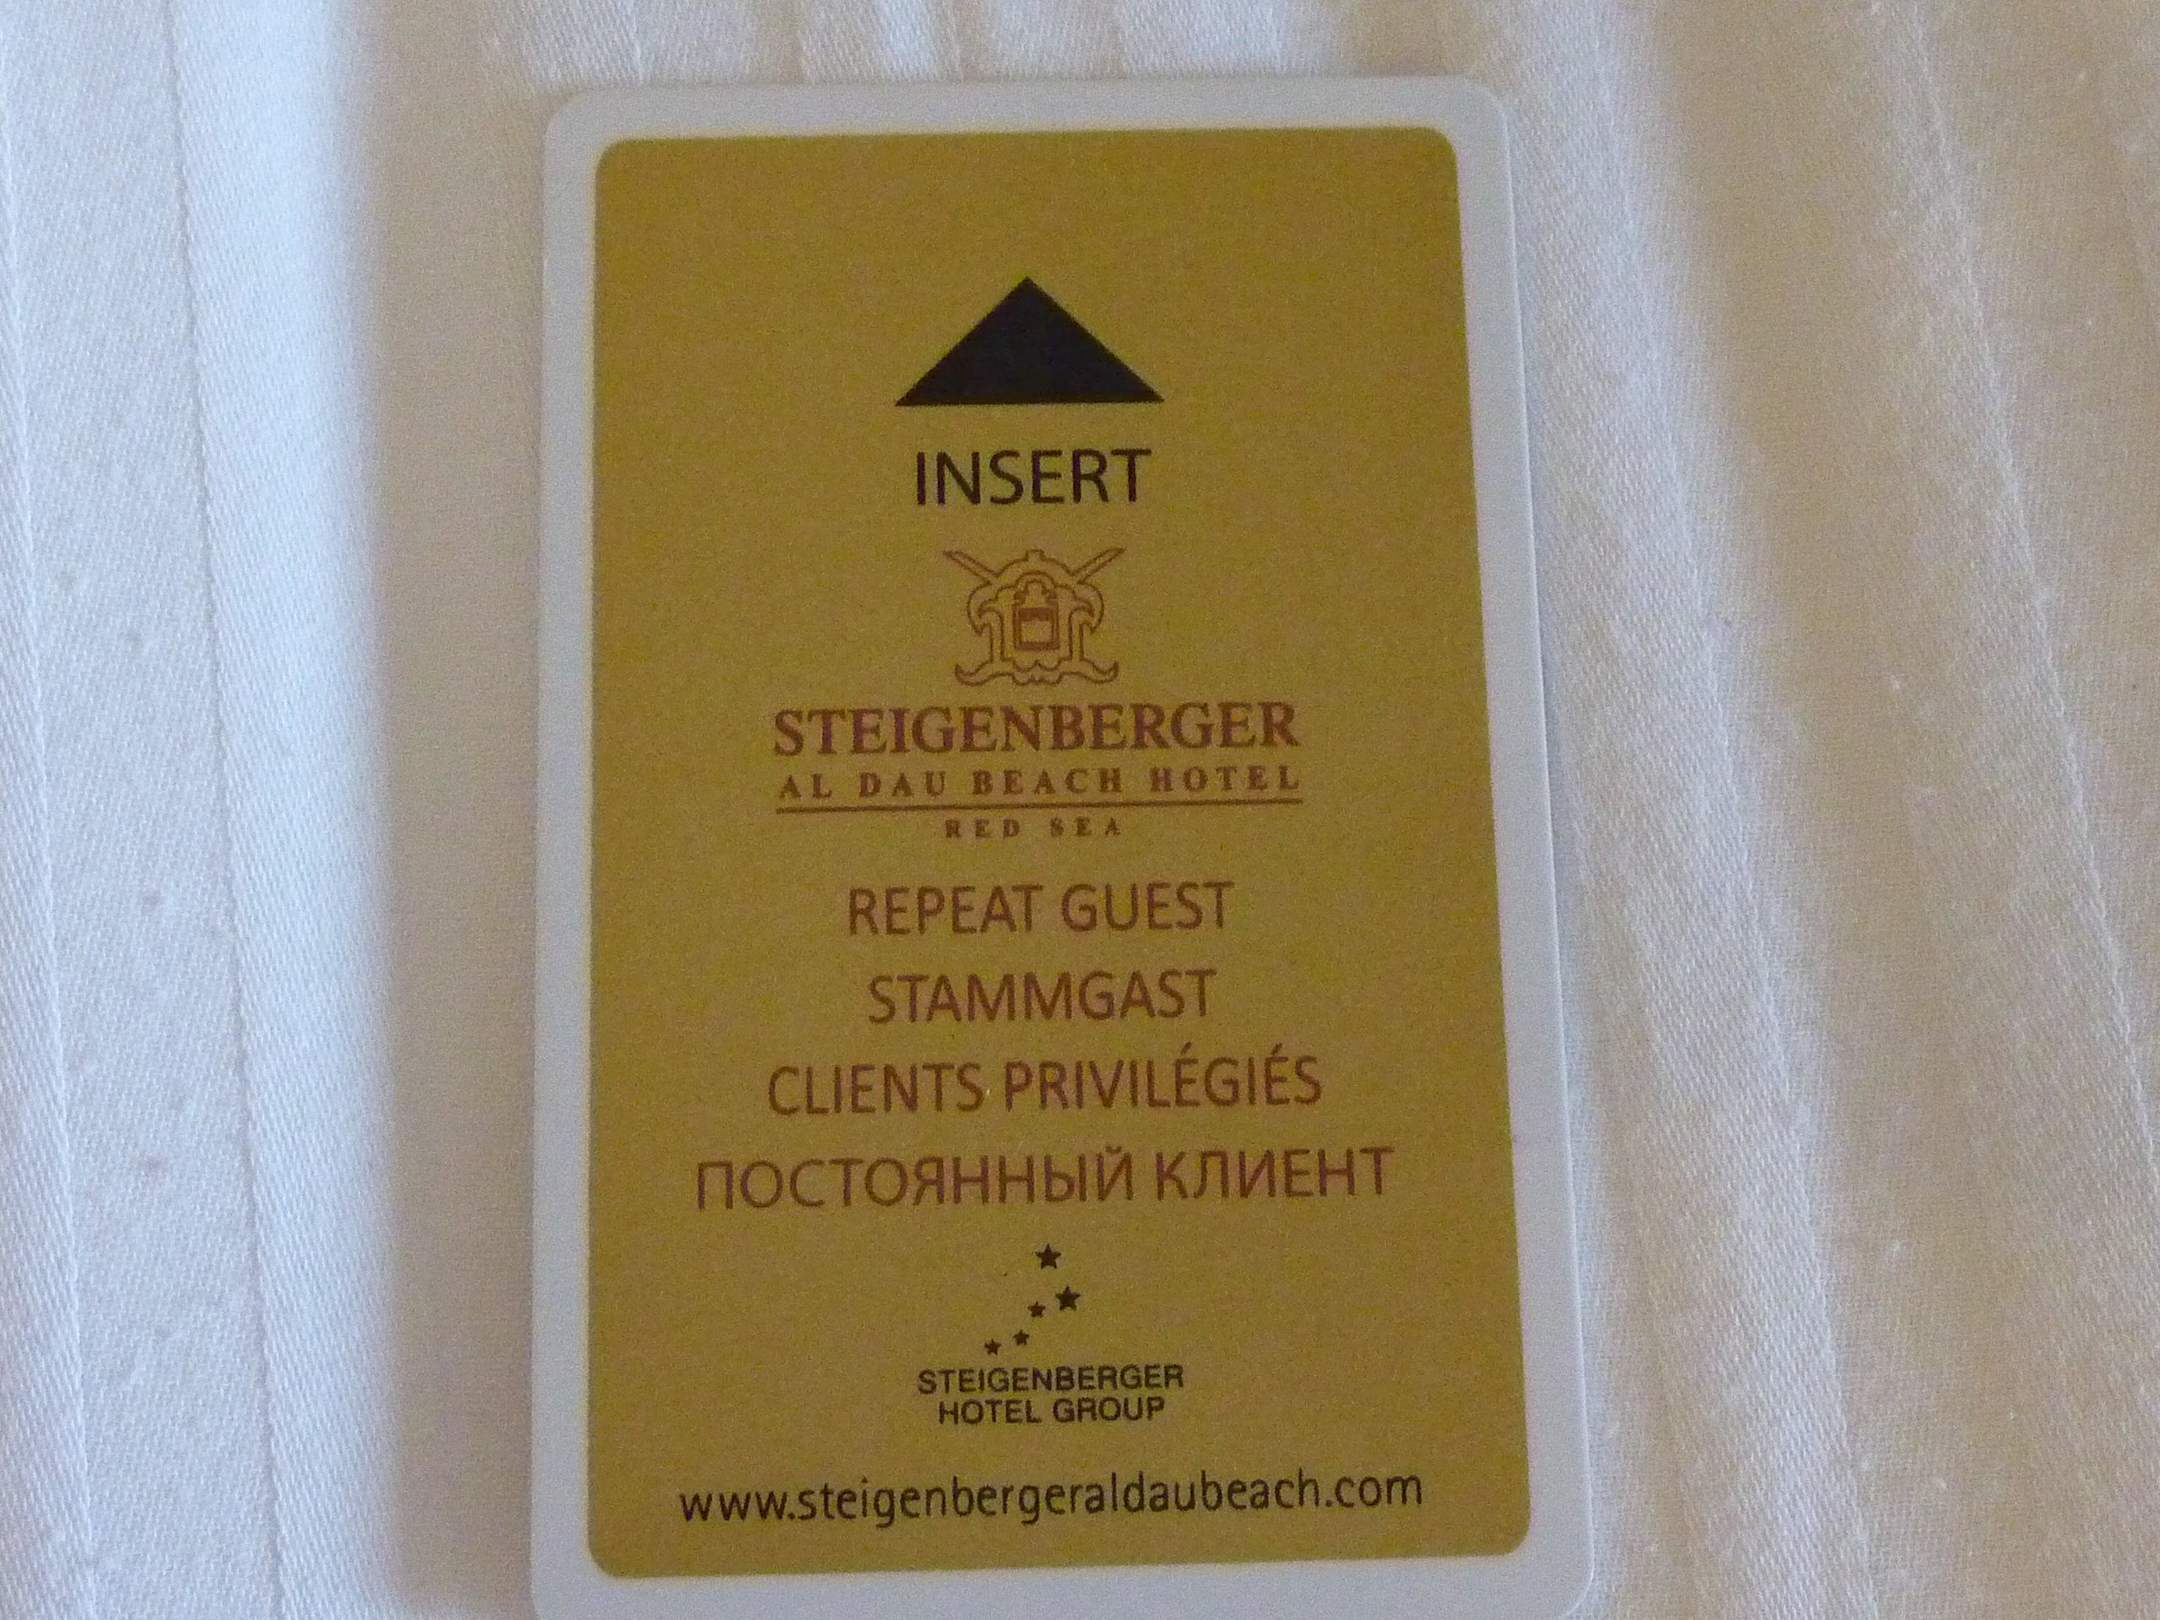 INSERT
STEIGENBERGER
AL DAU BEACH HOTEL
RED SEA
REPEAT GUEST
STAMMGAST
CLIENTS PRIVILÉGIÉS
ПОСТОЯННЫЙ КЛИЕНТ
STEIGENBERGER
HOTEL GROUP
www.steigenbergeraldaubeach.com